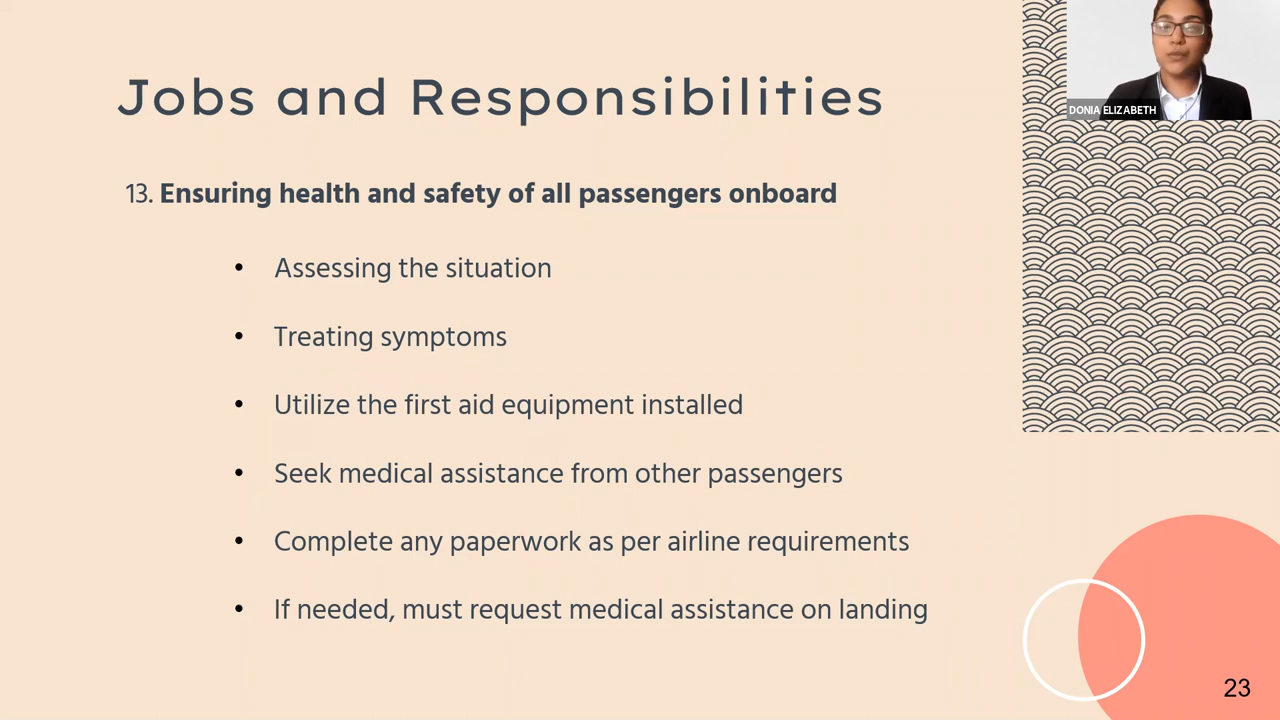 Jobs and Responsibilities
DONIA ELIZABETH
13. Ensuring health and safety of all passengers onboard
• Assessing the situation
• Treating symptoms
• Utilize the first aid equipment installed
• Seek medical assistance from other passengers
• Complete any paperwork as per airline requirements
• If needed, must request medical assistance on landing
23